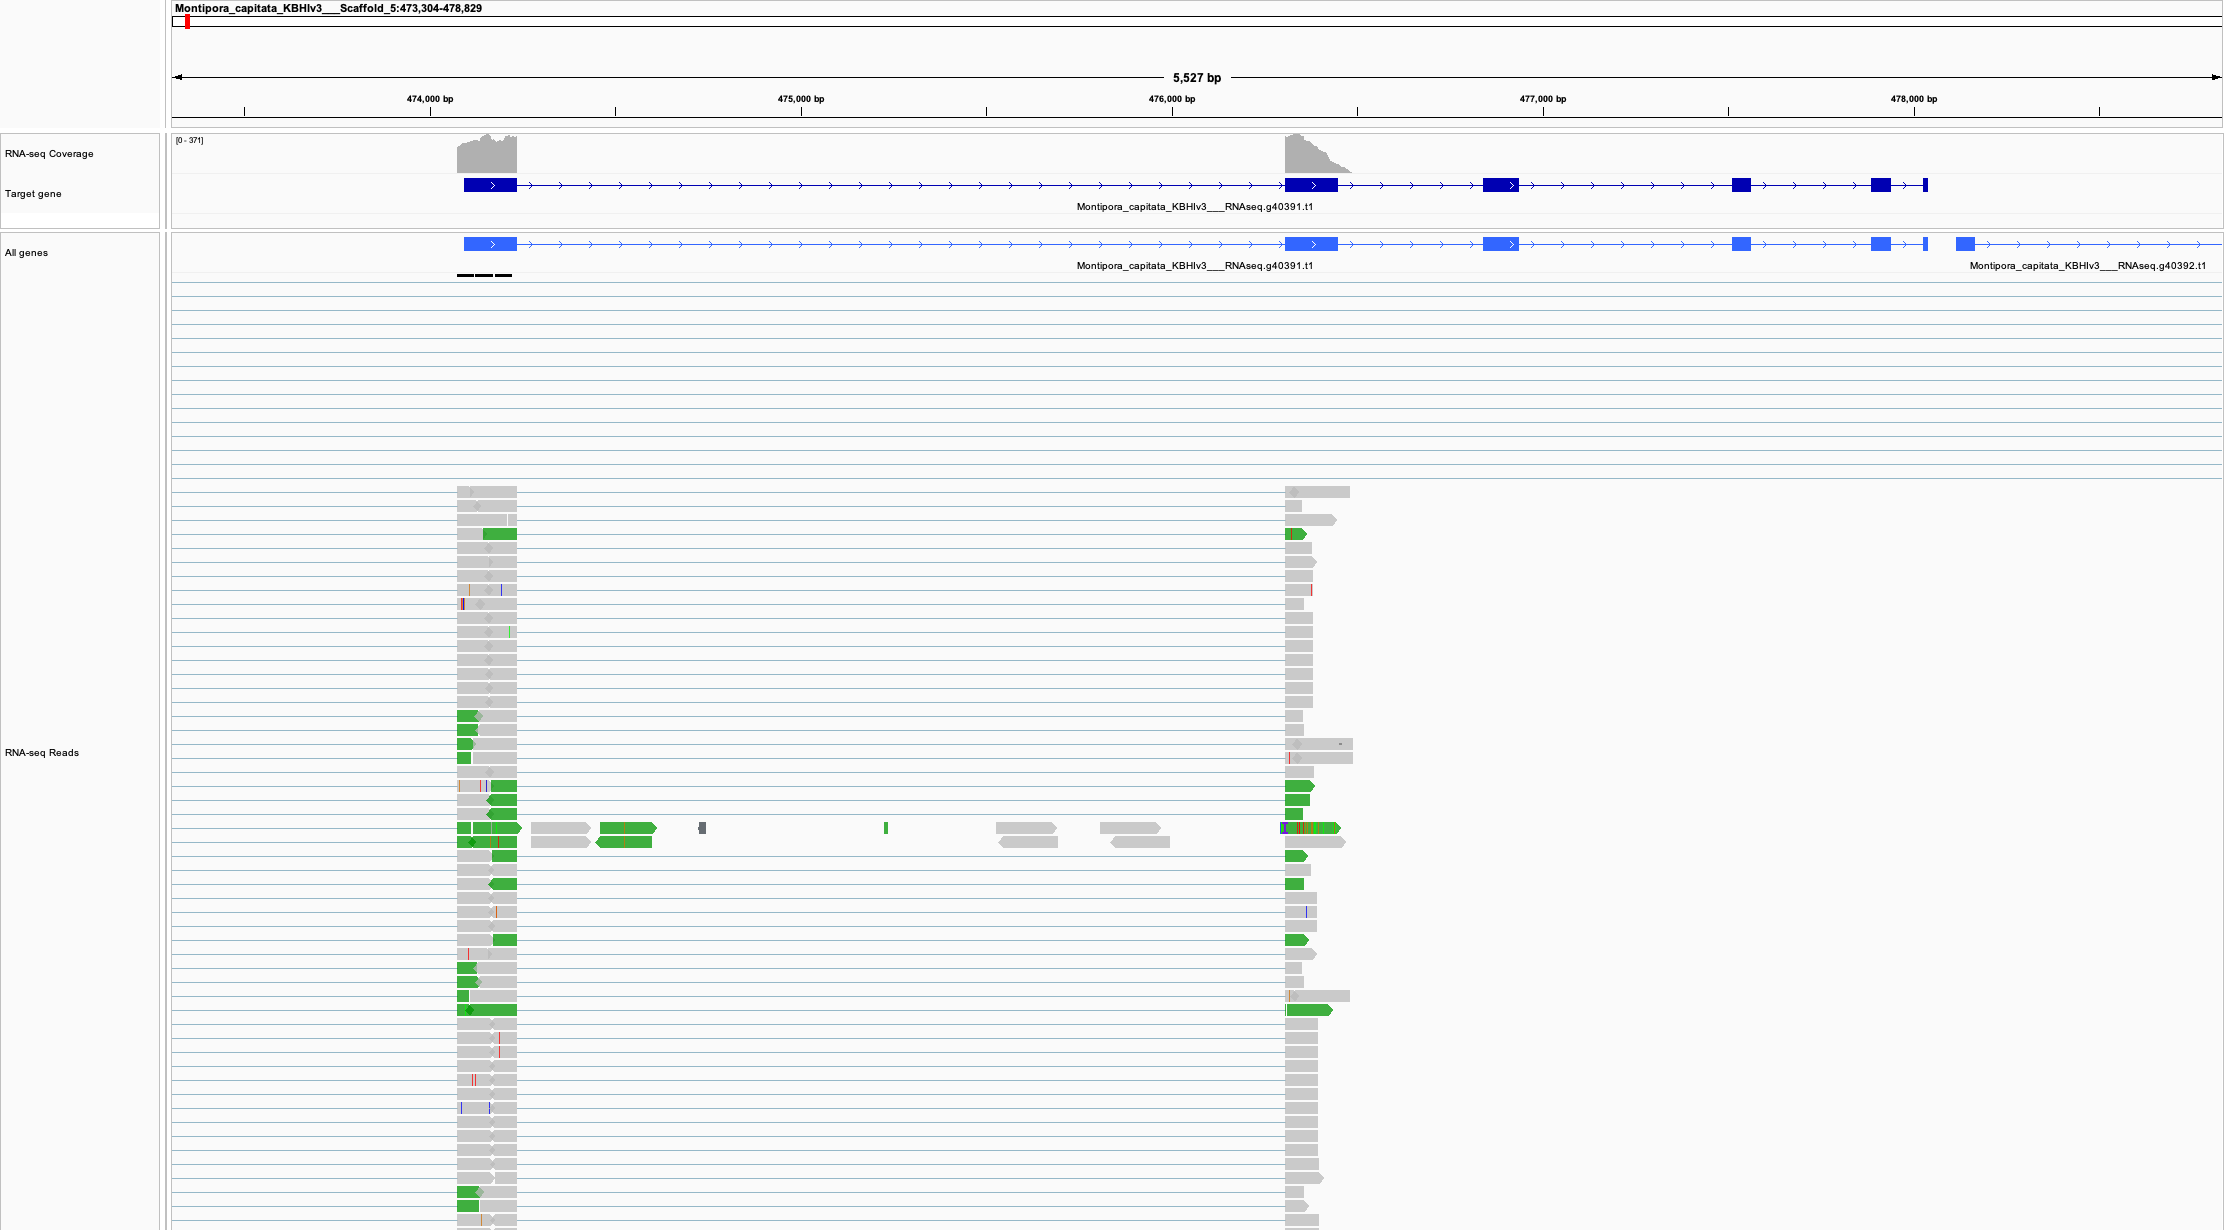 Montipora_capitata_KBHIv3___Scaffold_5:473,304-478,829
5,527 bp
474,000 bp 475,000 bp 476,000 bp 477,000 bp 478,000 bp
[0 - 371]
RNA-seq Coverage
Target gene
Montipora_capitata_KBHIv3___RNAseq.g40391.t1
All genes
Montipora_capitata_KBHIv3___RNAseq.g40391.t1 Montipora_capitata_KBHIv3___RNAseq.g40392.t1
RNA-seq Reads